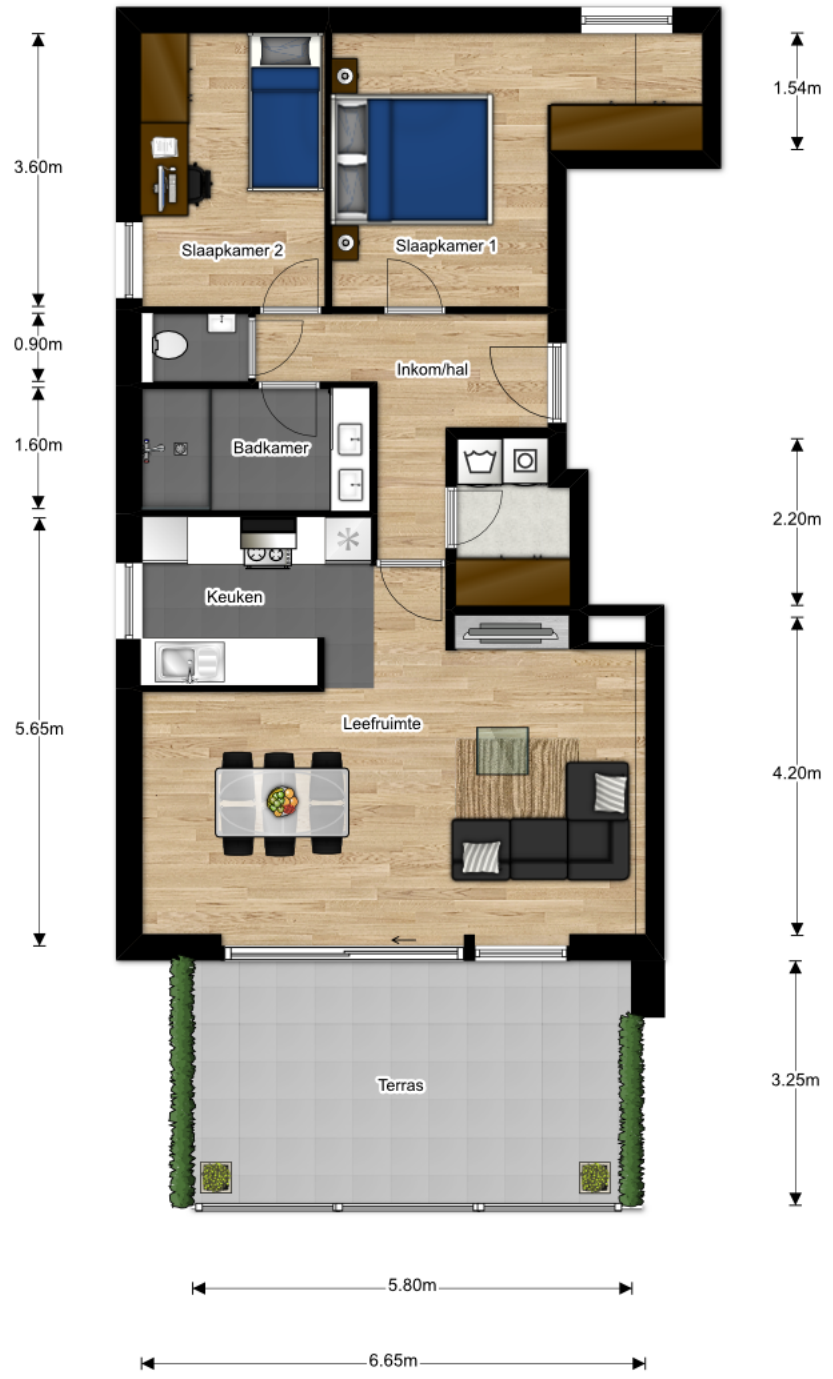 1.54m
3.60m
Slaapkamer 2
Slaapkamer 1
0.90m
Inkom/hal
1.60m
Badkamer
2.20m
Keuken
Leefruimte
5.65m
4.20m
3.25m
Terras
5.80m
6.65m